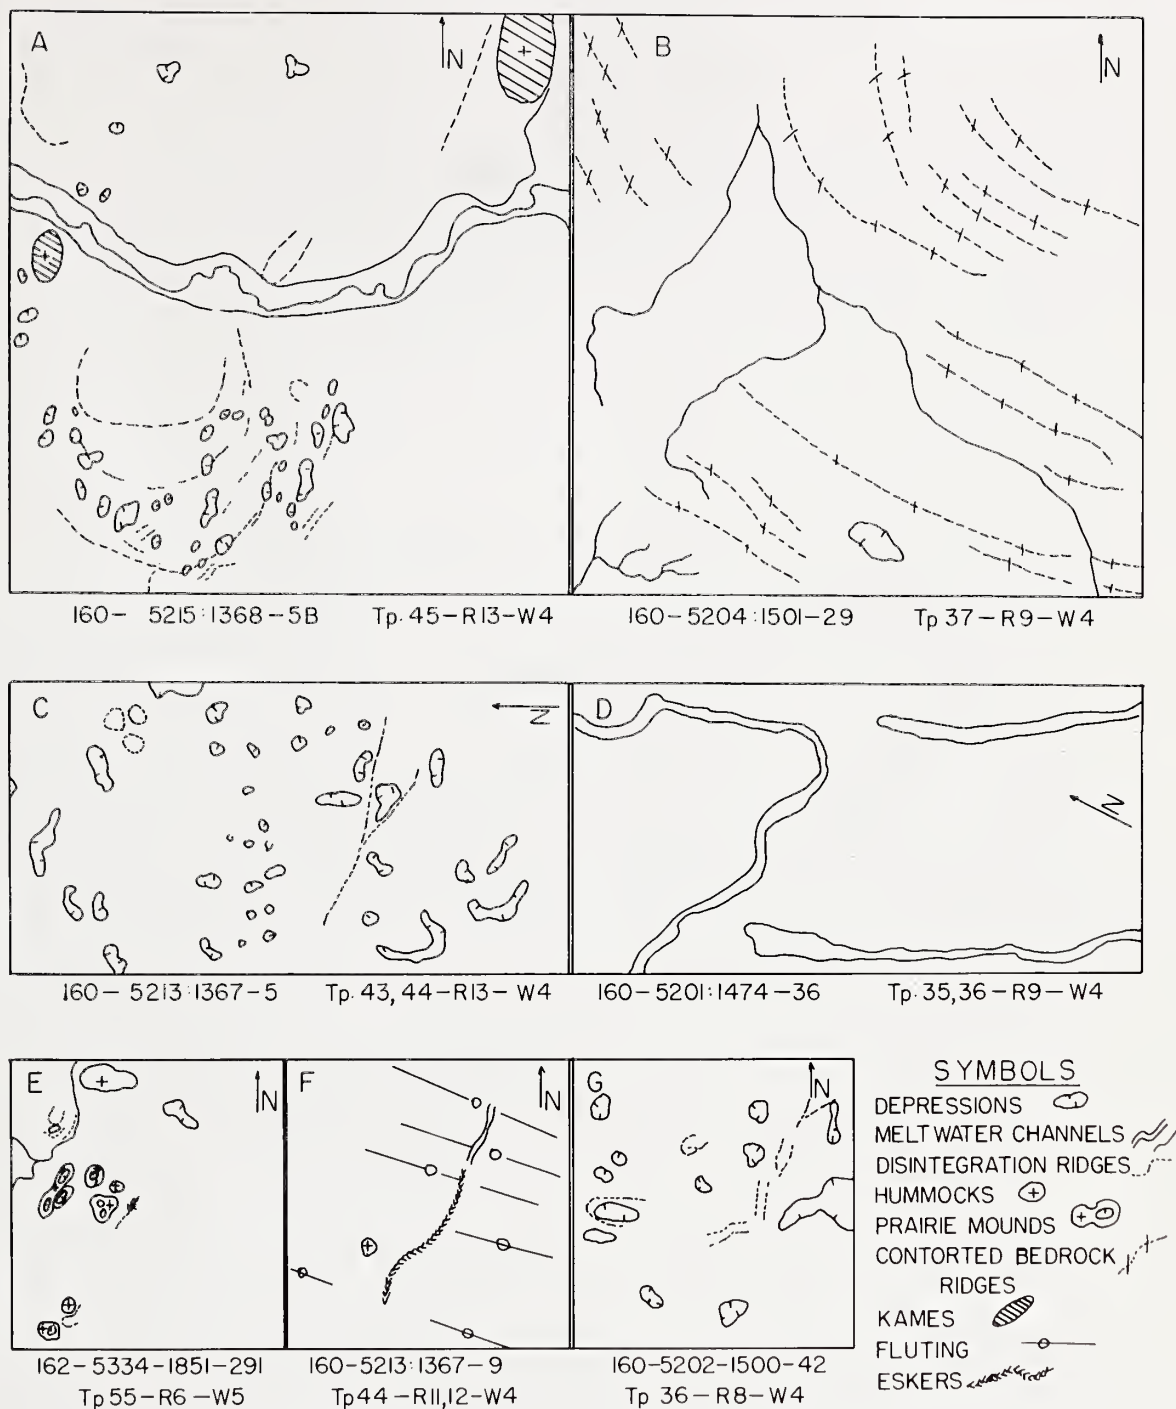 A
N
B
N
160-5215:1368-5B Tp. 45-R13-W4
160-5204:1501-29 Tp 37-R9-W4
C
N
D
N
160-5213:1367-5 Tp. 43, 44-R13-W4
160-5201:1474-36 Tp. 35,36-R9-W4
E
N
F
N
G
N
162-5334-1851-291
Tp 55-R6-W5
160-5213:1367-9
Tp 44-R11,12-W4
160-5202-1500-42
Tp 36-R8-W4
SYMBOLS
DEPRESSIONS
MELTWATER CHANNELS
DISINTEGRATION RIDGES
HUMMOCKS
PRAIRIE MOUNDS
CONTORTED BEDROCK
RIDGES
KAMES
FLUTING
ESKERS